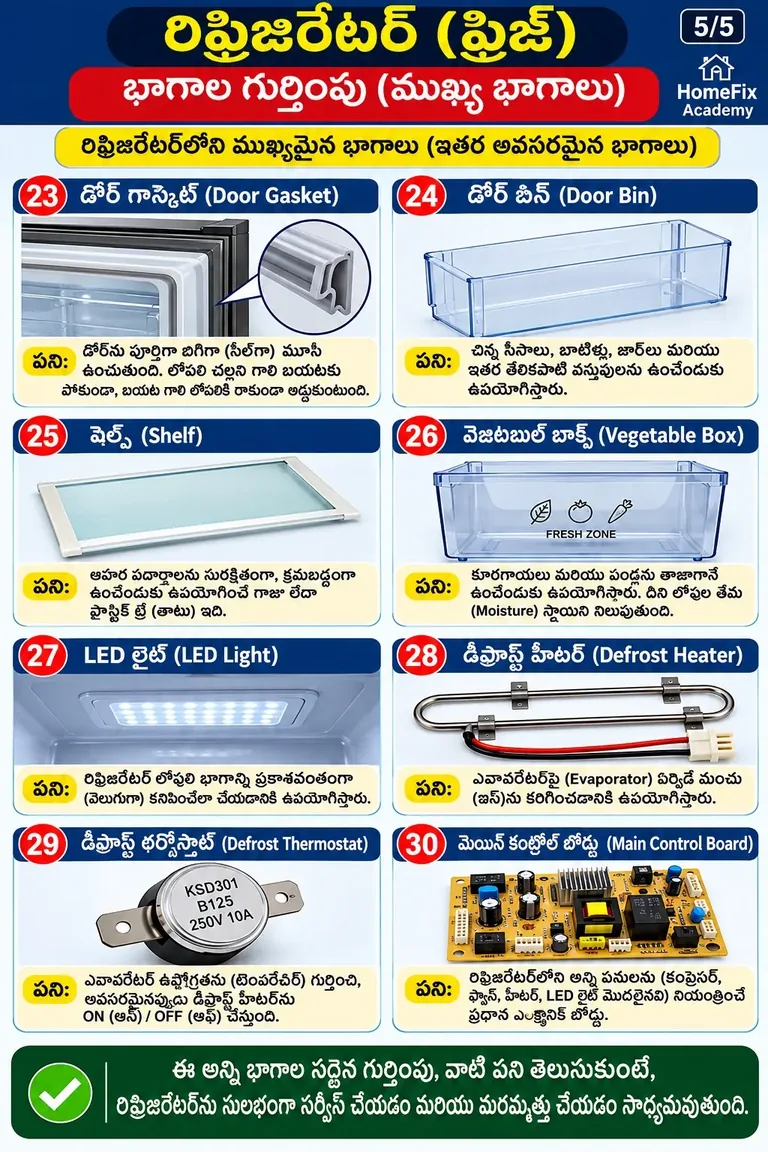 రిఫ్రిజిరేటర్ (ఫ్రిజ్)
5/5
HomeFix
Academy
భాగాల గుర్తింపు (ముఖ్య భాగాలు)
రిఫ్రిజిరేటర్‌లోని ముఖ్యమైన భాగాలు (ఇతర అవసరమైన భాగాలు)
23 డోర్ గాస్కెట్ (Door Gasket)
పని: డోర్‌ను పూర్తిగా బిగిగా (సీల్‌గా) మూసీ
ఉంచుతుంది. లోపలి చల్లని గాలి బయటకు
పోకుండా, బయట గాలి లోపలికి రాకుండా అడ్డుకుంటుంది.
24 డోర్ బిన్ (Door Bin)
పని: చిన్న సీసాలు, బాటిళ్లు, జార్‌లు మరియు
ఇతర తేలికపాటి వస్తువులను ఉంచేందుకు
ఉపయోగిస్తారు.
25 షెల్ఫ్ (Shelf)
పని: ఆహార పదార్థాలను సురక్షితంగా, క్రమబద్ధంగా
ఉంచేందుకు ఉపయోగించే గాజు లేదా
ప్లాస్టిక్ ట్రే (తాటు) ఇది.
26 వెజిటబుల్ బాక్స్ (Vegetable Box)
FRESH ZONE
పని: కూరగాయలు మరియు పండ్లను తాజాగానే
ఉంచేందుకు ఉపయోగిస్తారు. దీని లోపల తేమ
(Moisture) స్థాయిని నిలుపుతుంది.
27 LED లైట్ (LED Light)
పని: రిఫ్రిజిరేటర్ లోపలి భాగాన్ని ప్రకాశవంతంగా
(వెలుగుగా) కనిపించేలా చేయడానికి ఉపయోగిస్తారు.
28 డీఫ్రాస్ట్ హీటర్ (Defrost Heater)
పని: ఎవావరేటర్‌పై (Evaporator) ఏర్పడే మంచు
(ఇస్)ను కరిగించడానికి ఉపయోగిస్తారు.
29 డీఫ్రాస్ట్ థర్మోస్టాట్ (Defrost Thermostat)
KSD301
B125
250V 10A
పని: ఎవావరేటర్ ఉష్ణోగ్రతను (టెంపరేచర్) గుర్తించి,
అవసరమైనప్పుడు డీఫ్రాస్ట్ హీటర్‌ను
ON (ఆన్) / OFF (ఆఫ్) చేస్తుంది.
30 మెయిన్ కంట్రోల్ బోర్డు (Main Control Board)
పని: రిఫ్రిజిరేటర్‌లోని అన్ని పనులను (కంప్రెసర్,
ఫ్యాన్, హీటర్, LED లైట్ మొదలైనవి) నియంత్రించే
ప్రధాన బోర్డు.
ఈ అన్ని భాగాల సరైన గుర్తింపు, వాటి పని తెలుసుకుంటే,
రిఫ్రిజిరేటర్‌ను సులభంగా సర్వీస్ చేయడం మరియు మరమ్మత్తు చేయడం సాధ్యమవుతుంది.